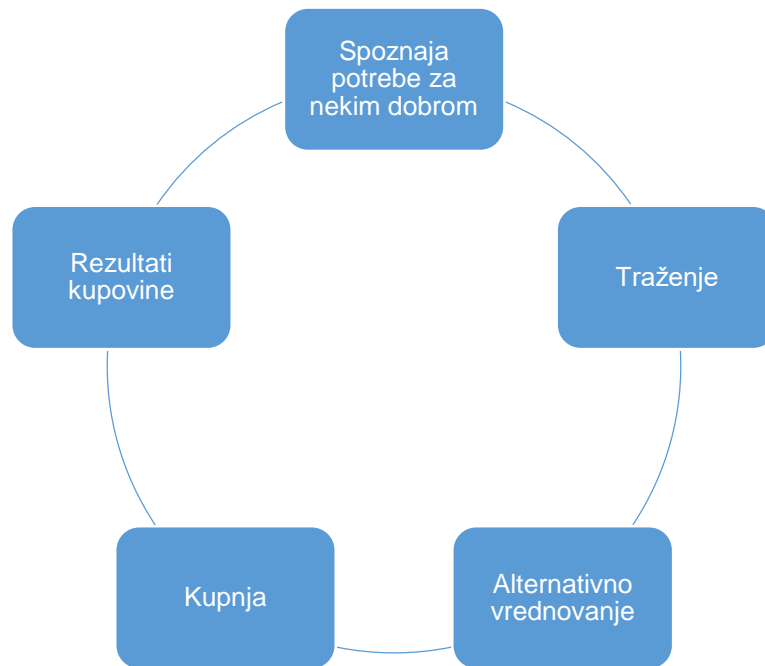 Spoznaja
potrebe za
nekim dobrom
Traženje
Alternativno
vrednovanje
Kupnja
Rezultati
kupovine